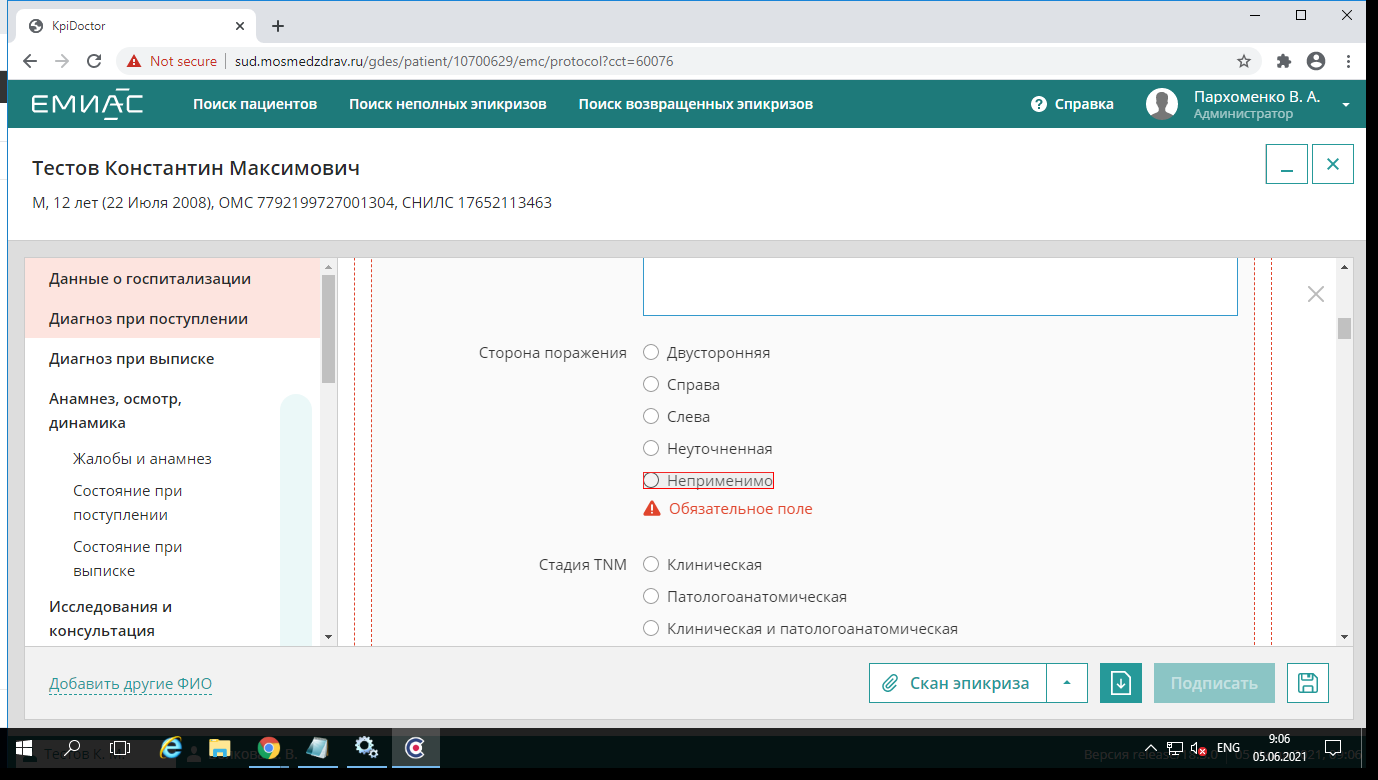 KpiDoctor
Not secure
sud.mosmedzdrav.ru/gdes/patient/10700629/emc/protocol?cct=60076
ЕМИАС
Поиск пациентов
Поиск неполных эпикризов
Поиск возвращенных эпикризов
Справка
Пархоменко В. А.
Администратор
Тестов Константин Максимович
М, 12 лет (22 Июля 2008), ОМС 7792199727001304, СНИЛС 17652113463
Данные о госпитализации
Диагноз при поступлении
Диагноз при выписке
Анамнез, осмотр,
динамика
Жалобы и анамнез
Состояние при
поступлении
Состояние при
выписке
Исследования и
консультация
Сторона поражения
Двусторонняя
Справа
Слева
Неуточненная
Неприменимо
Обязательное поле
Стадия TNM
Клиническая
Патологоанатомическая
Клиническая и патологоанатомическая
Добавить другие ФИО
Скан эпикриза
Подписать
Тестов К.
Версия
ENG
9:06
05.06.2021